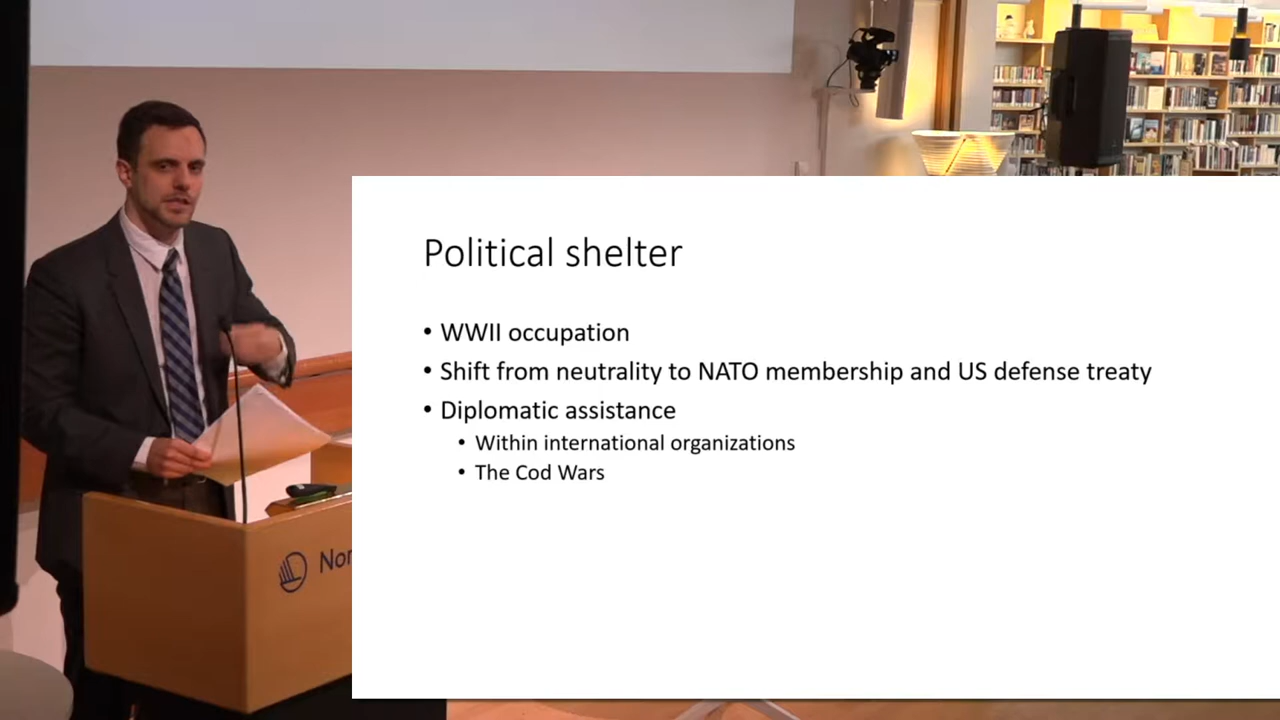 Political shelter
• WWII occupation
• Shift from neutrality to NATO membership and US defense treaty
• Diplomatic assistance
• Within international organizations
• The Cod Wars
Nor